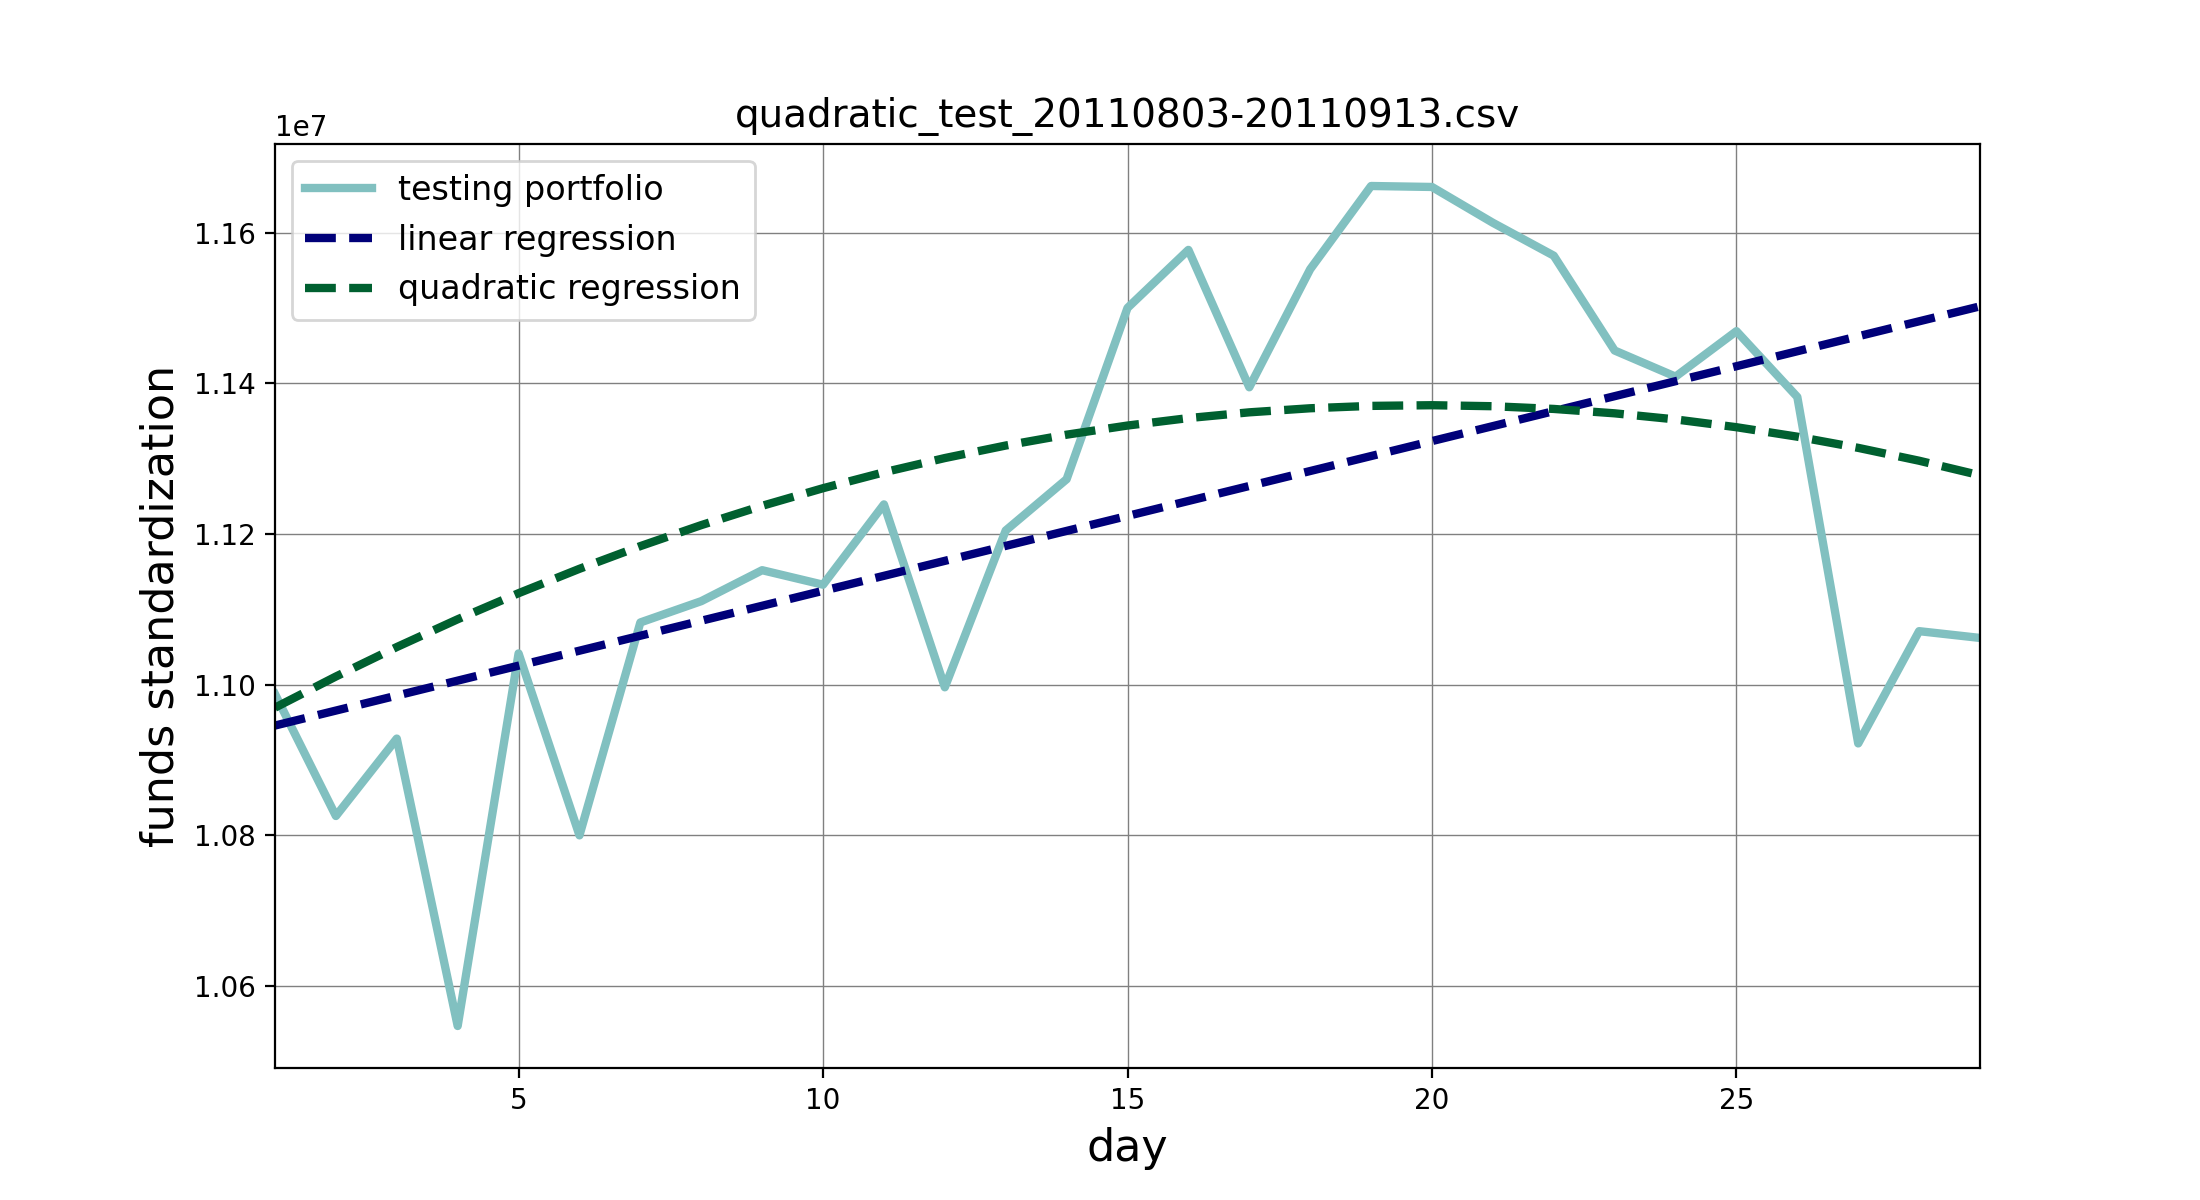 quadratic_test_20110803-20110913.csv
1e7
testing portfolio
linear regression
quadratic regression
funds standardization
1.16
1.14
1.12
1.10
1.08
1.06
5 10 15 20 25
day